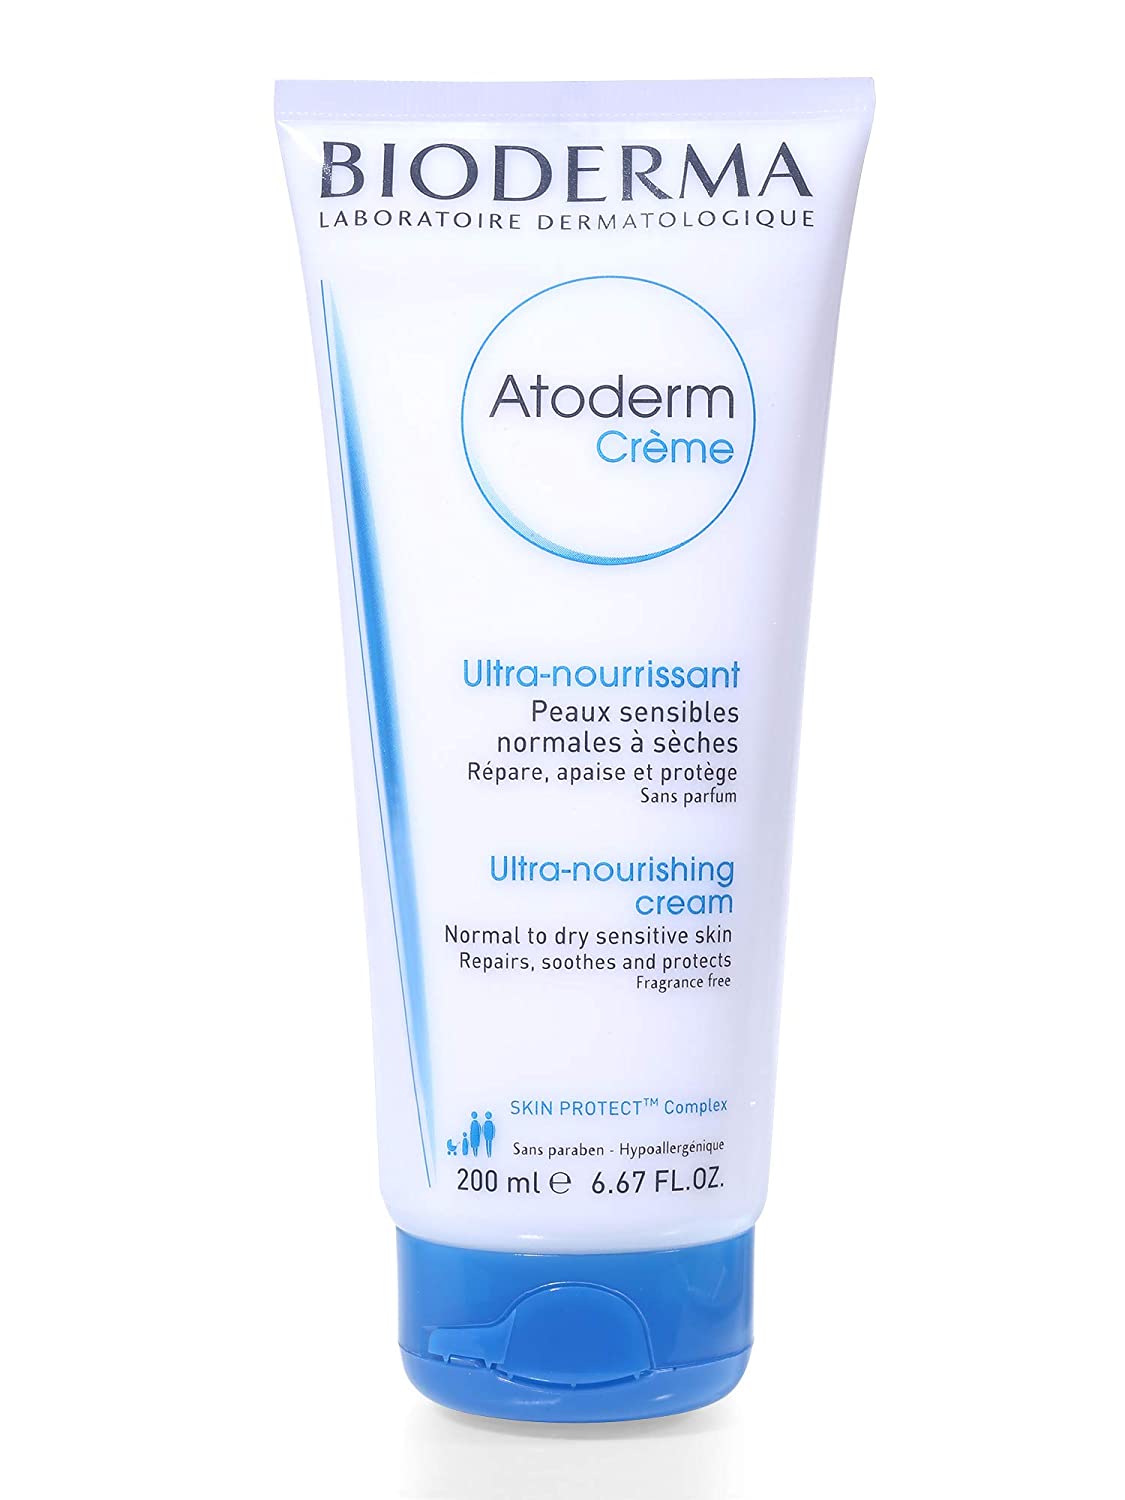 BIODERMA
LABORATOIRE DERMATOLOGIQUE
Atoderm
Crème
Ultra-nourrissant
Peaux sensibles
normales à sèches
Répare, apaise et protège
Sans parfum
Ultra-nourishing
cream
Normal to dry sensitive skin
Repairs, soothes and protects
Fragrance free
SKIN PROTECT™ Complex
Sans paraben - Hypoallergénique
200 ml ℮ 6.67 FL.OZ.